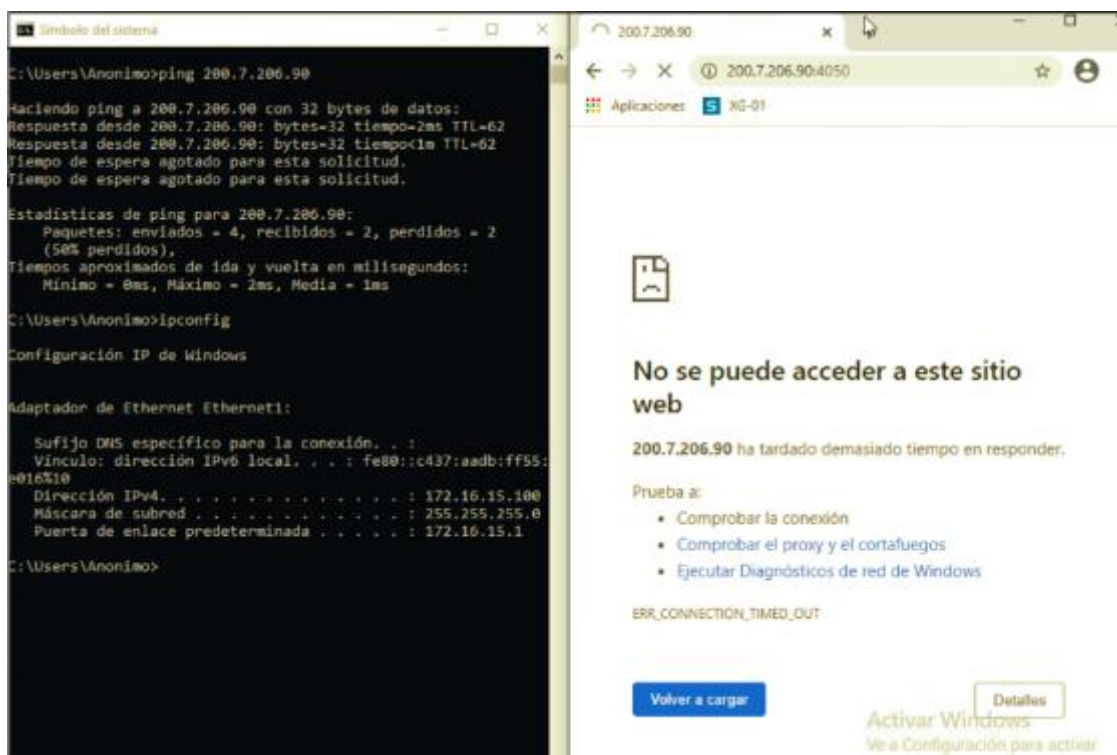 Símbolo del sistema
C:\Users\Anonimo>ping 200.7.206.90
Haciendo ping a 200.7.206.90 con 32 bytes de datos:
Respuesta desde 200.7.206.90: bytes=32 tiempo=2ms TTL=62
Respuesta desde 200.7.206.90: bytes=32 tiempo<1m TTL=62
Tiempo de espera agotado para esta solicitud.
Tiempo de espera agotado para esta solicitud.
Estadísticas de ping para 200.7.206.90:
Paquetes: enviados = 4, recibidos = 2, perdidos = 2
(50% perdidos),
Tiempos aproximados de ida y vuelta en milisegundos:
Mínimo = 0ms, Máximo = 2ms, Media = 1ms
C:\Users\Anonimo>ipconfig
Configuración IP de Windows
Adaptador de Ethernet Ethernet1:
Sufijo DNS específico para la conexión. . :
Vínculo: dirección IPv6 local. . . : fe80::c437:aadb:ff55:
e016%10
Dirección IPv4. . . . . . . . . . . . . . : 172.16.15.100
Máscara de subred . . . . . . . . . . . . : 255.255.255.0
Puerta de enlace predeterminada . . . . . : 172.16.15.1
C:\Users\Anonimo>
200.7.206.90
200.7.206.90:4050
Aplicaciones S XG-01
No se puede acceder a este sitio
web
200.7.206.90 ha tardado demasiado tiempo en responder.
Prueba a:
• Comprobar la conexión
• Comprobar el proxy y el cortafuegos
• Ejecutar Diagnósticos de red de Windows
ERR_CONNECTION_TIMED_OUT
Volver a cargar
Detalles
Activar Windows
Ve a Configuración para activar